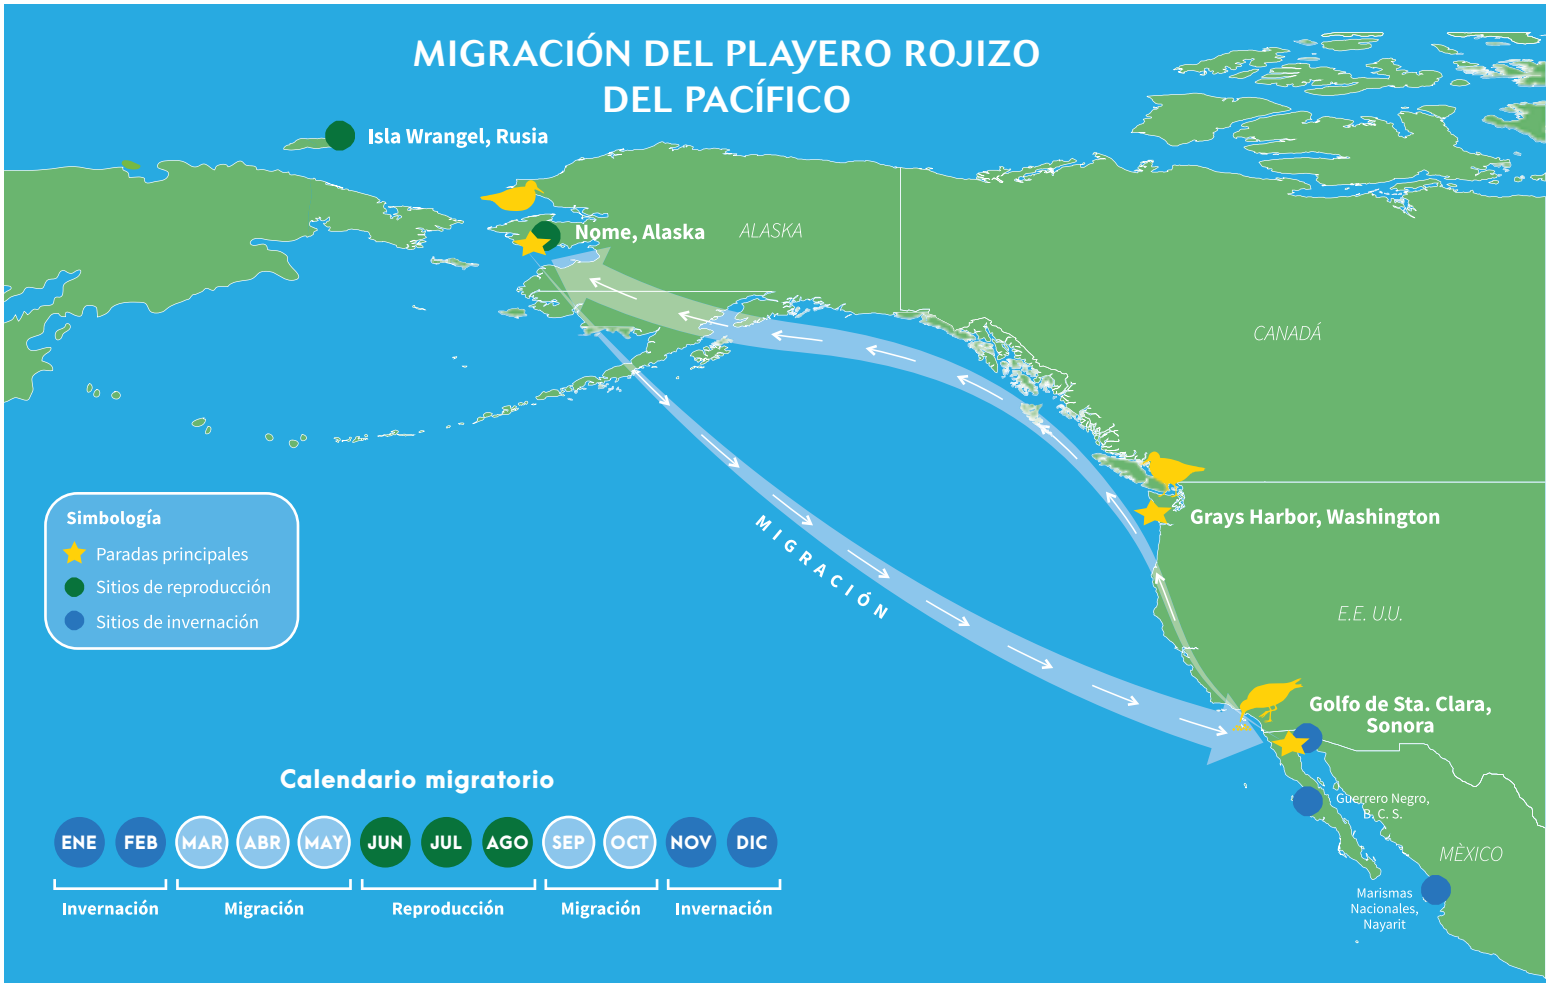 MIGRACIÓN DEL PLAYERO ROJIZO
DEL PACÍFICO
Isla Wrangel, Rusia
Nome, Alaska
ALASKA
CANADÁ
Grays Harbor, Washington
Simbología
Paradas principales
Sitios de reproducción
Sitios de invernación
MIGRACIÓN
E.E. U.U.
Golfo de Sta. Clara,
Sonora
Guerrero Negro,
B. C. S.
MÈXICO
Marismas
Nacionales,
Nayarit
Calendario migratorio
ENE FEB MAR ABR MAY JUN JUL AGO SEP OCT NOV DIC
Invernación Migración Reproducción Migración Invernación